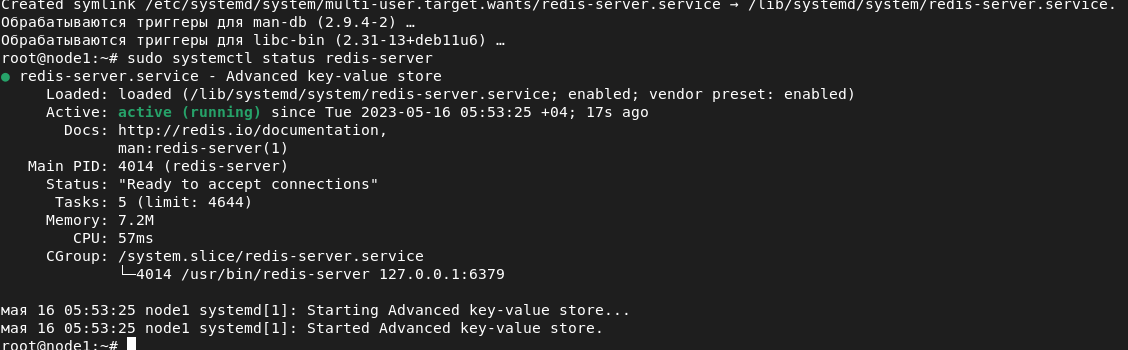 Created symlink /etc/systemd/system/multi-user.target.wants/redis-server.service → /lib/systemd/system/redis-server.service.
Обрабатываются триггеры для man-db (2.9.4-2) …
Обрабатываются триггеры для libc-bin (2.31-13+deb11u6) …
root@node1:~# sudo systemctl status redis-server
● redis-server.service - Advanced key-value store
     Loaded: loaded (/lib/systemd/system/redis-server.service; enabled; vendor preset: enabled)
     Active: active (running) since Tue 2023-05-16 05:53:25 +04; 17s ago
       Docs: http://redis.io/documentation,
             man:redis-server(1)
   Main PID: 4014 (redis-server)
     Status: "Ready to accept connections"
      Tasks: 5 (limit: 4644)
     Memory: 7.2M
        CPU: 57ms
     CGroup: /system.slice/redis-server.service
             └─4014 /usr/bin/redis-server 127.0.0.1:6379
мая 16 05:53:25 node1 systemd[1]: Starting Advanced key-value store...
мая 16 05:53:25 node1 systemd[1]: Started Advanced key-value store.
root@node1:~#